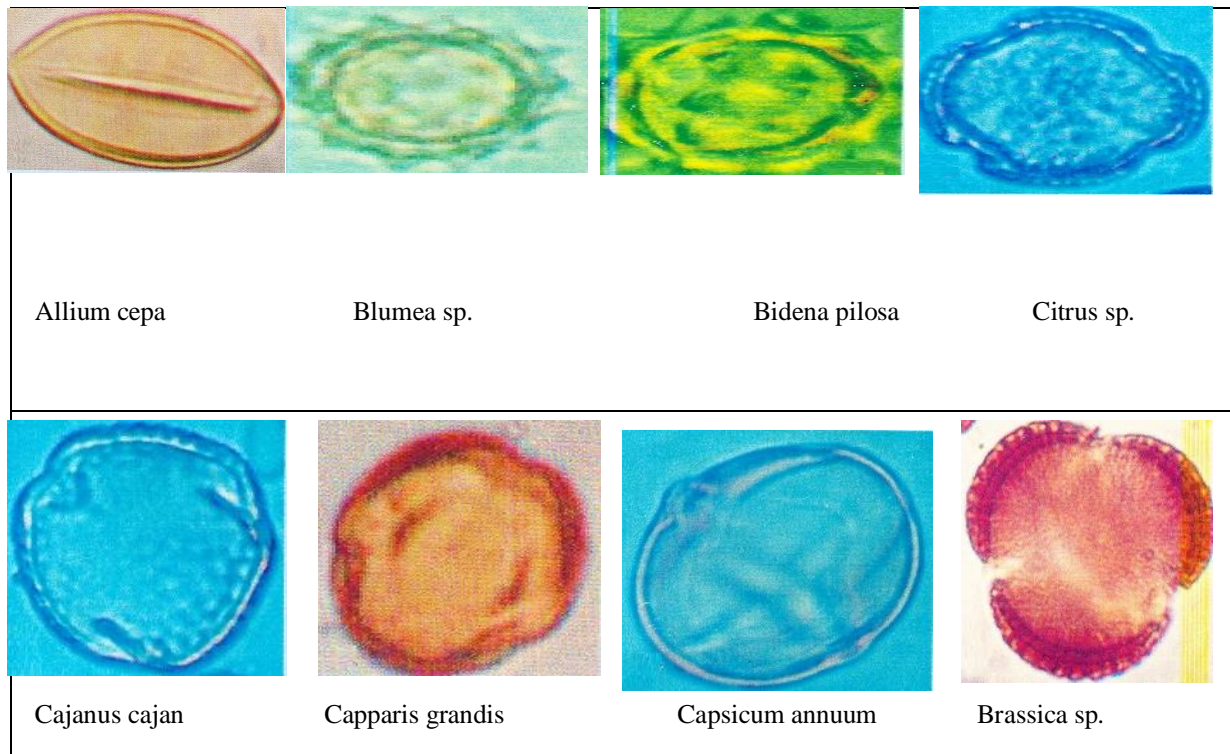 Allium cepa Blumea sp. Bidena pilosa Citrus sp.
Cajanus cajan Capparis grandis Capsicum annuum Brassica sp.